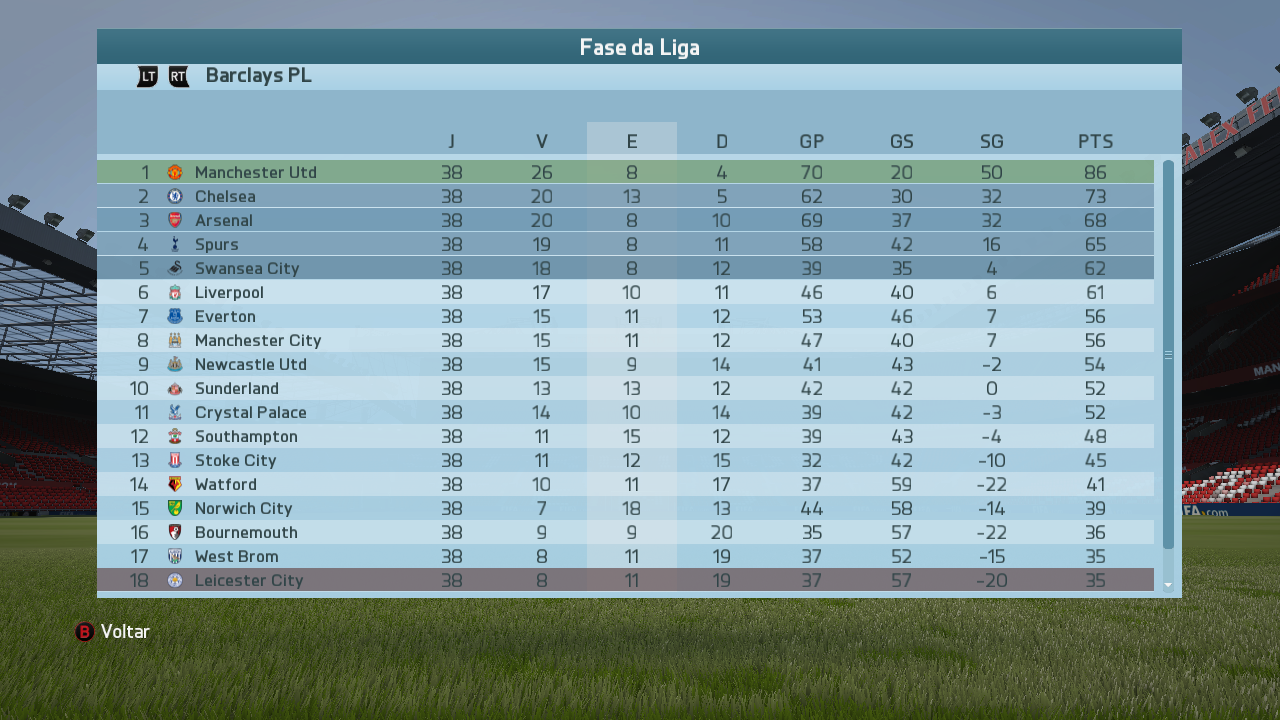 Fase da Liga
LT RT Barclays PL
J V E D GP GS SG PTS
1 Manchester Utd 38 26 8 4 70 20 50 86
2 Chelsea 38 20 13 5 62 30 32 73
3 Arsenal 38 20 8 10 69 37 32 68
4 Spurs 38 19 8 11 58 42 16 65
5 Swansea City 38 18 8 12 39 35 4 62
6 Liverpool 38 17 10 11 46 40 6 61
7 Everton 38 15 11 12 53 46 7 56
8 Manchester City 38 15 11 12 47 40 7 56
9 Newcastle Utd 38 15 9 14 41 43 -2 54
10 Sunderland 38 13 13 12 42 42 0 52
11 Crystal Palace 38 14 10 14 39 42 -3 52
12 Southampton 38 11 15 12 39 43 -4 48
13 Stoke City 38 11 12 15 32 42 -10 45
14 Watford 38 10 11 17 37 59 -22 41
15 Norwich City 38 7 18 13 44 58 -14 39
16 Bournemouth 38 9 9 20 35 57 -22 36
17 West Brom 38 8 11 19 37 52 -15 35
18 Leicester City 38 8 11 19 37 57 -20 35
B Voltar